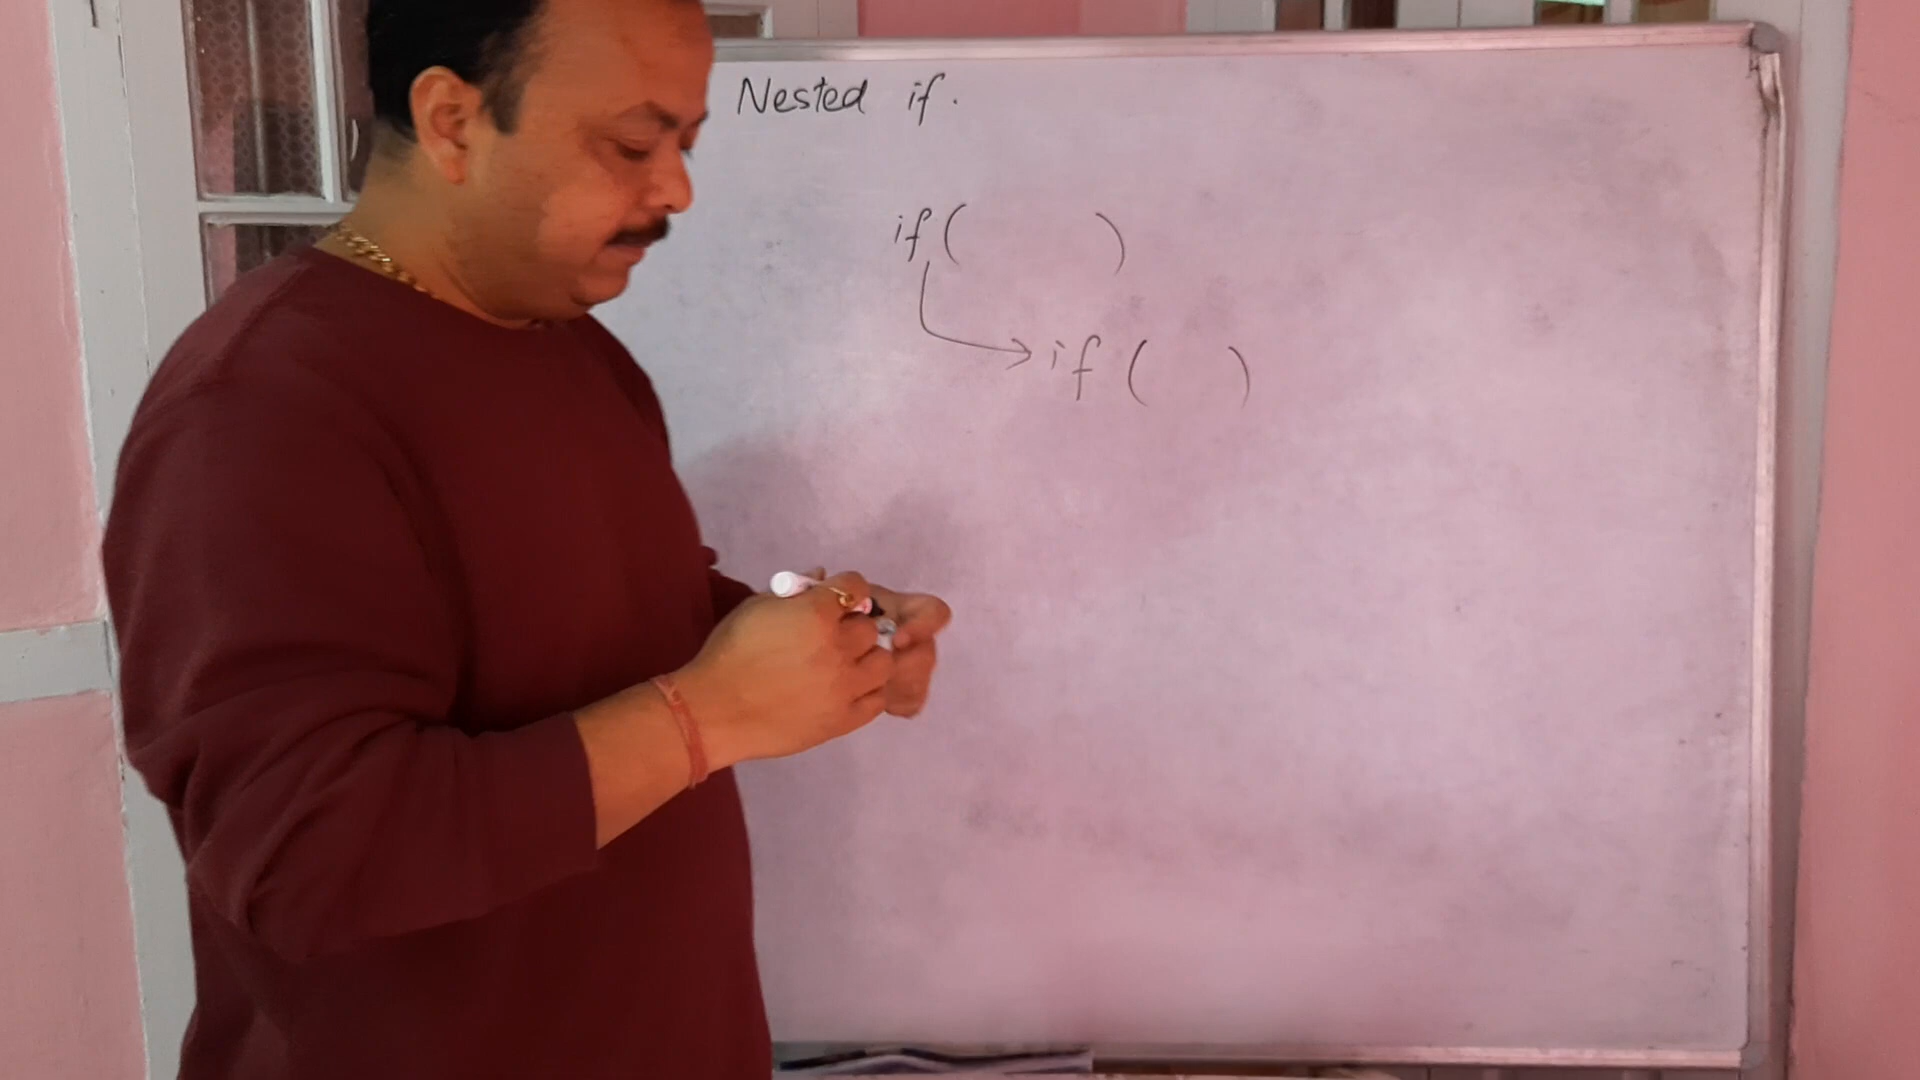 Nested if.
if ( )
if ( )